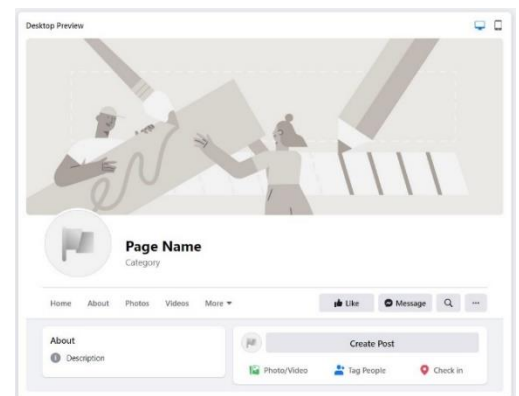 Desktop Preview
Page Name
Category
Home About Photos Videos More Like Message
About
Description
Create Post
Photo/Video Tag People Check in